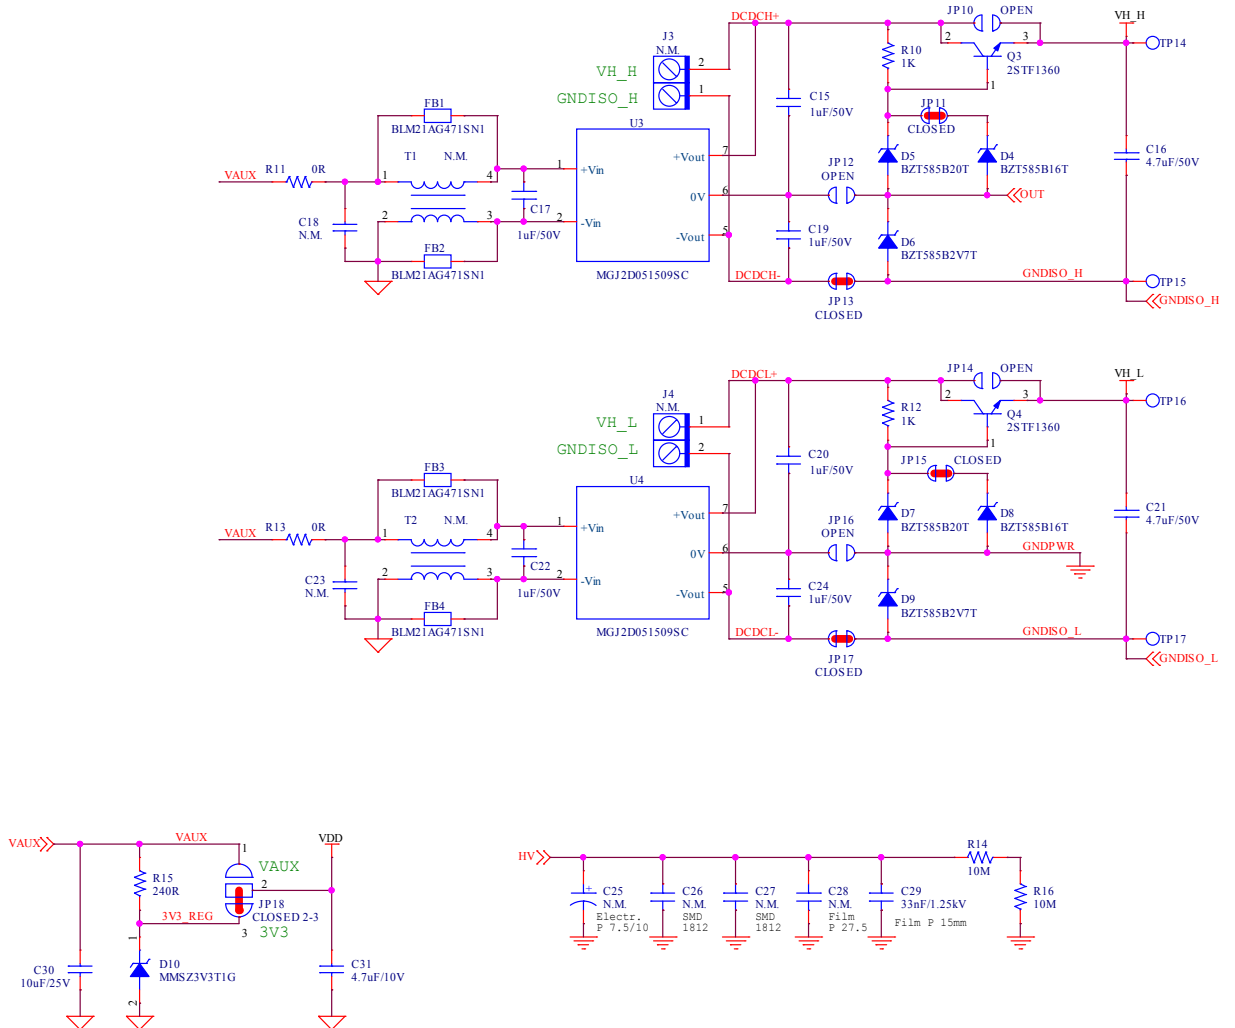 JP10 OPEN
DCDCH+
VH_H
J3
N.M.
2
3
TP14
R10
1K
Q3
2STF1360
2
VH_H
1
1
GNDISO_H
C15
1uF/50V
JP11
CLOSED
FB1
BLM21AG471SN1
U3
T1 N.M.
7
+Vout
D5
BZT585B20T
D4
BZT585B16T
C16
4.7uF/50V
JP12
OPEN
R11 0R
VAUX
1
4
1
+Vin
6
0V
OUT
C17
1uF/50V
C18
N.M.
2
3
2
-Vin
5
-Vout
C19
1uF/50V
D6
BZT585B2V7T
FB2
BLM21AG471SN1
MGJ2D051509SC
DCDCH-
GNDISO_H
TP15
JP13
CLOSED
GNDISO_H
JP14 OPEN
DCDCL+
VH_L
J4
N.M.
2
3
TP16
R12
1K
Q4
2STF1360
VH_L
1
1
GNDISO_L
2
C20
1uF/50V
JP15
CLOSED
FB3
BLM21AG471SN1
U4
T2 N.M.
7
+Vout
D7
BZT585B20T
D8
BZT585B16T
C21
4.7uF/50V
JP16
OPEN
R13 0R
VAUX
1
4
1
+Vin
6
0V
GNDPWR
C22
1uF/50V
C23
N.M.
2
3
2
-Vin
5
-Vout
C24
1uF/50V
D9
BZT585B2V7T
FB4
BLM21AG471SN1
MGJ2D051509SC
DCDCL-
GNDISO_L
TP17
JP17
CLOSED
GNDISO_L
VAUX
VAUX
1
VDD
R15
240R
VAUX
2
JP18
CLOSED 2-3
3V3_REG
3
3V3
1
C30
10uF/25V
D10
MMSZ3V3T1G
2
C31
4.7uF/10V
HV
R14
10M
+
C25
N.M.
Electr.
P 7.5/10
C26
N.M.
SMD
1812
C27
N.M.
SMD
1812
C28
N.M.
Film
P 27.5
C29
33nF/1.25kV
Film P 15mm
R16
10M